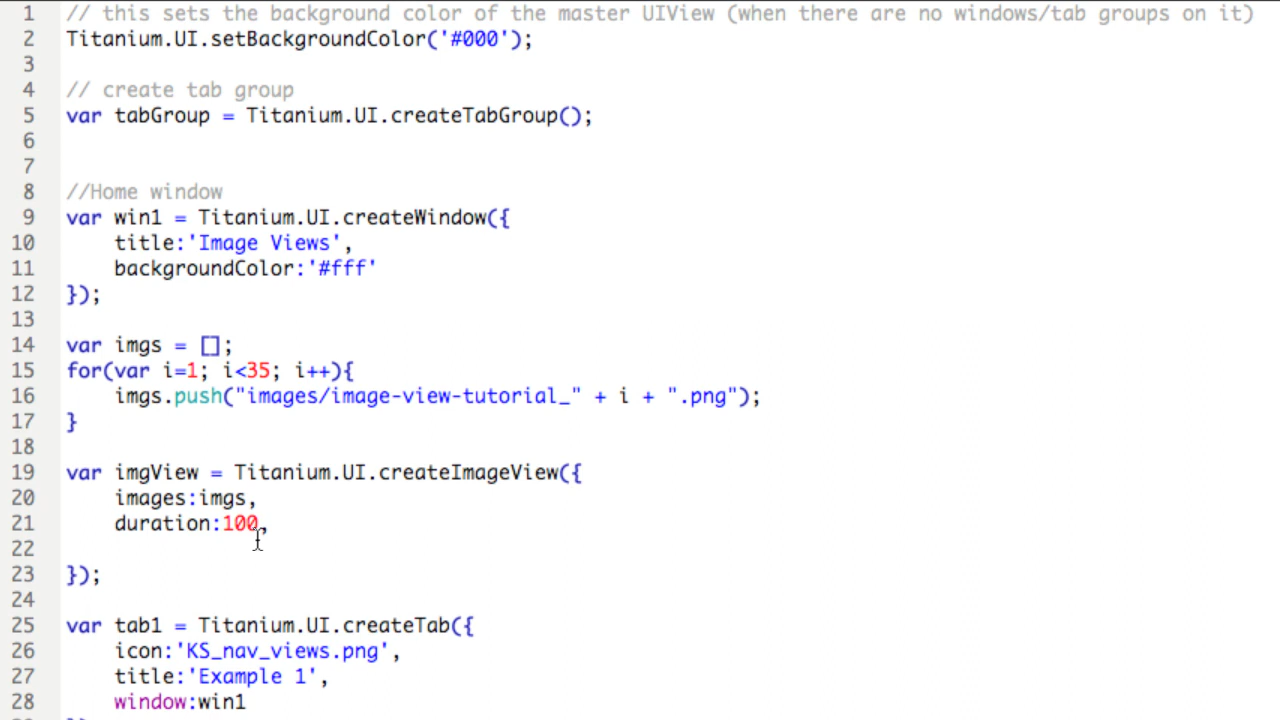 1 // this sets the background color of the master UIView (when there are no windows/tab groups on it)
2 Titanium.UI.setBackgroundColor('#000');
3
4 // create tab group
5 var tabGroup = Titanium.UI.createTabGroup();
6
7
8 //Home window
9 var win1 = Titanium.UI.createWindow({
10 title:'Image Views',
11 backgroundColor:'#fff'
12 });
13
14 var imgs = [];
15 for(var i=1; i<35; i++){
16 imgs.push("images/image-view-tutorial_" + i + ".png");
17 }
18
19 var imgView = Titanium.UI.createImageView({
20 images:imgs,
21 duration:100,
22
23 });
24
25 var tab1 = Titanium.UI.createTab({
26 icon:'KS_nav_views.png',
27 title:'Example 1',
28 window:win1